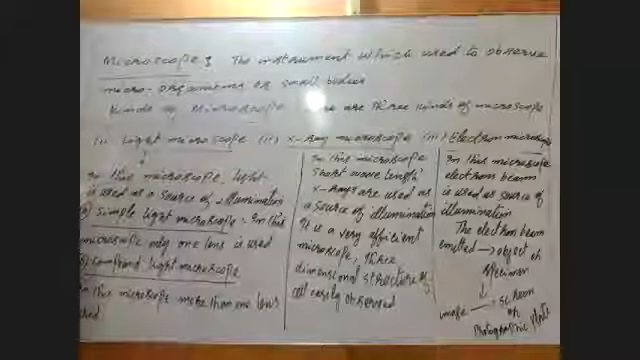 Microscope : The instrument which used to observe
micro-organisms or small bodies
Kinds of Microscope are three kinds of microscope
(i) Light microscope (ii) X-Ray microscope (iii) Electron microscope
In this microscope light
is used as a source of illumination
(a) Simple light microscope - In this
microscope only one lens is used
(b) Compound light microscope
In this microscope more than one lens
used
In this microscope
short wave length
X-rays are used as
a source of illumination
It is a very efficient
microscope, three
dimensional structure of
cell easily observed
In this microscope
electron beam
is used as source of
illumination
The electron beam
emitted → object or
specimen
↓
image → screen
or
Photographic plate